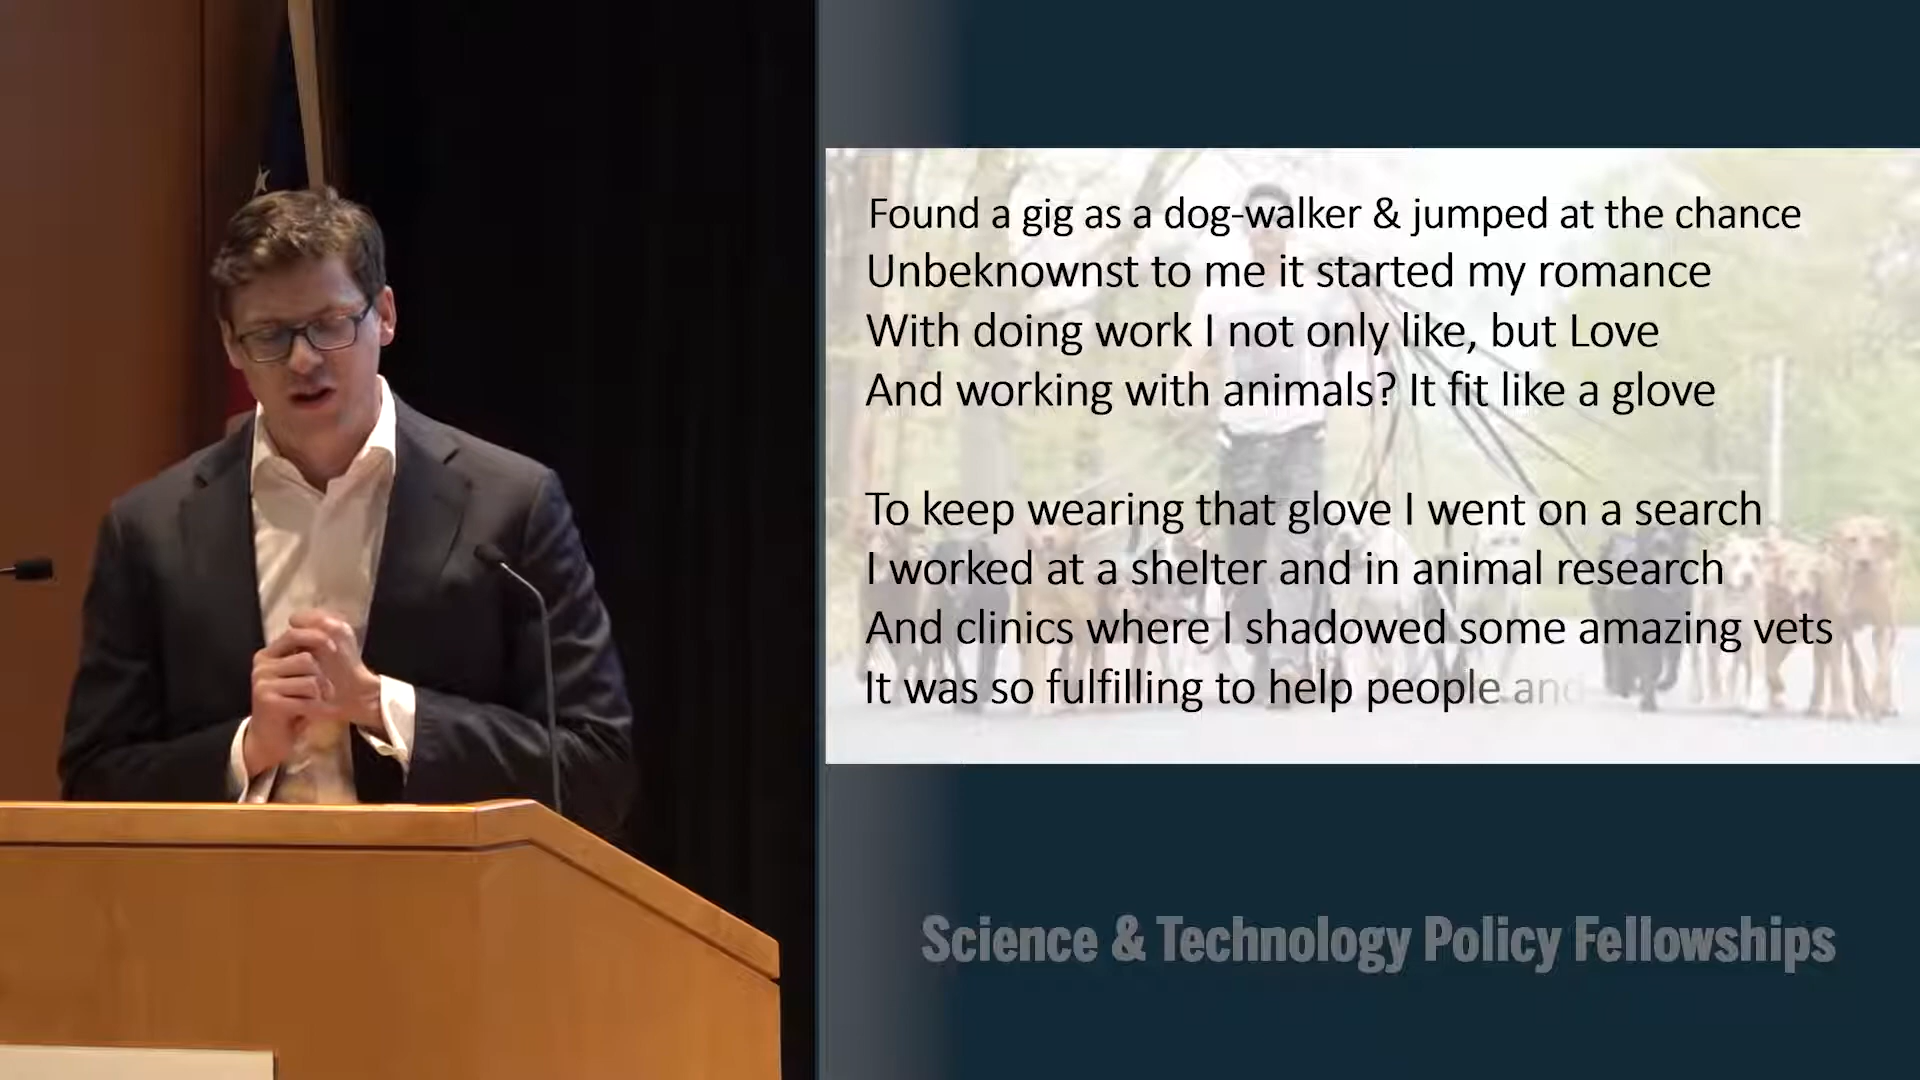 Found a gig as a dog-walker & jumped at the chance
Unbeknownst to me it started my romance
With doing work I not only like, but Love
And working with animals? It fit like a glove
To keep wearing that glove I went on a search
I worked at a shelter and in animal research
And clinics where I shadowed some amazing vets
It was so fulfilling to help people and
Science & Technology Policy Fellowships